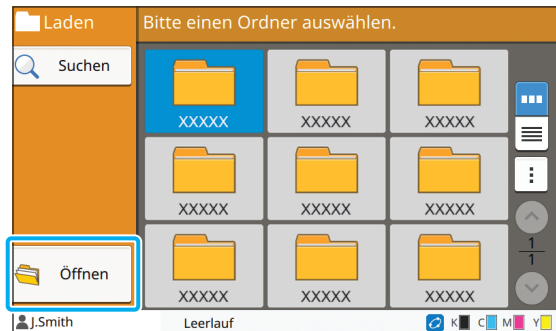 Laden
Bitte einen Ordner auswählen.
Suchen
XXXXX XXXXX XXXXX
XXXXX XXXXX XXXXX
1
1
Öffnen
XXXXX XXXXX XXXXX
J.Smith Leerlauf K C M Y